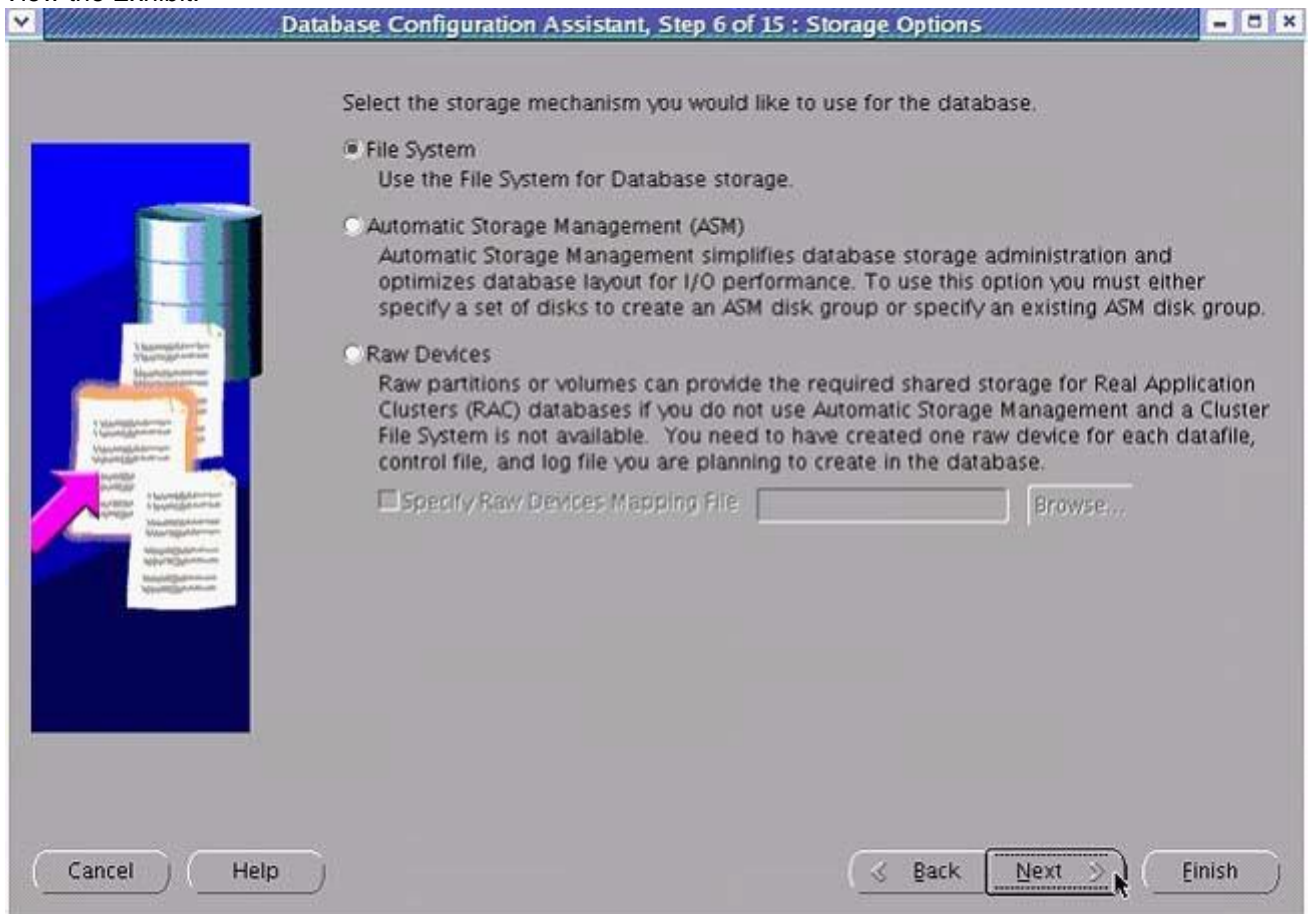 Database Configuration Assistant, Step 6 of 15 : Storage Options
Select the storage mechanism you would like to use for the database.
File System
Use the File System for Database storage.
Automatic Storage Management (ASM)
Automatic Storage Management simplifies database storage administration and
optimizes database layout for I/O performance. To use this option you must either
specify a set of disks to create an ASM disk group or specify an existing ASM disk group.
Raw Devices
Raw partitions or volumes can provide the required shared storage for Real Application
Clusters (RAC) databases if you do not use Automatic Storage Management and a Cluster
File System is not available. You need to have created one raw device for each datafile,
control file, and log file you are planning to create in the database.
Specify Raw Devices Mapping File
Browse...
Cancel
Help
Back
Next
Finish